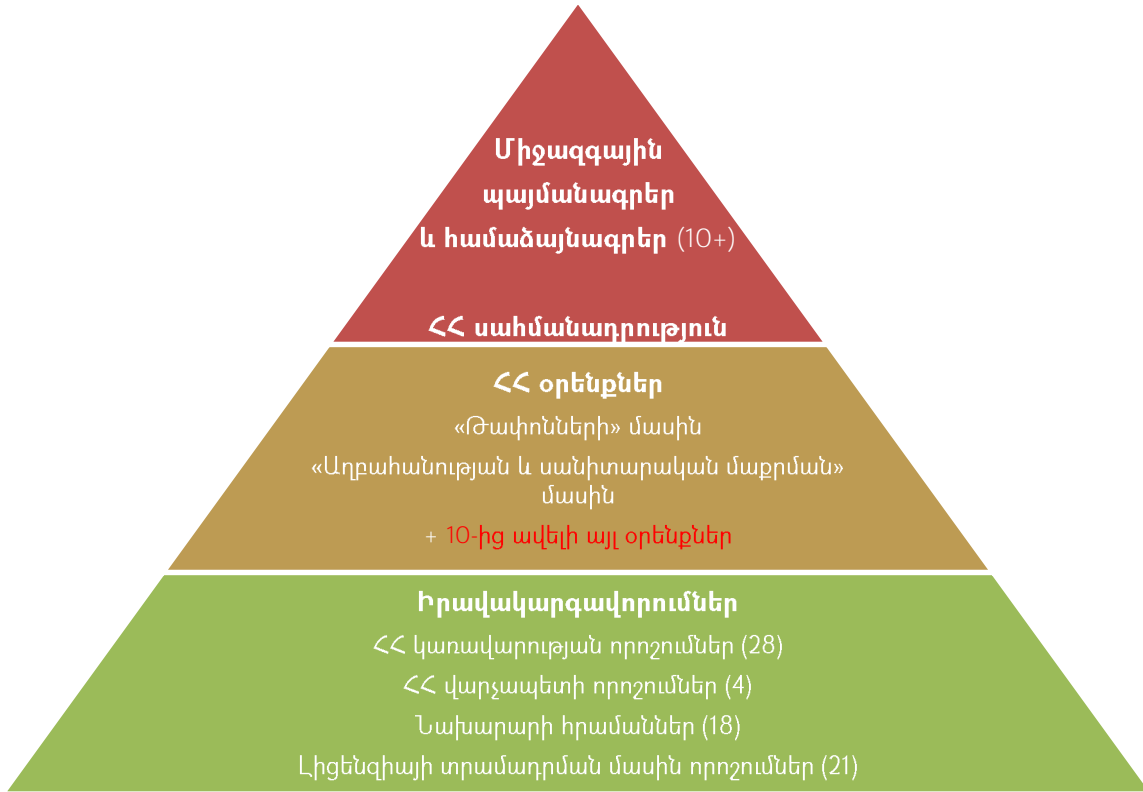 Միջազգային
պայմանագրեր
և համաձայնագրեր (10+)
ՀՀ սահմանադրություն
ՀՀ օրենքներ
«Թափոնների» մասին
«Աղբահանության և սանիտարական մաքրման»
մասին
+ 10-ից ավելի այլ օրենքներ
Իրավակարգավորումներ
ՀՀ կառավարության որոշումներ (28)
ՀՀ վարչապետի որոշումներ (4)
Նախարարի հրամաններ (18)
Լիցենզիայի տրամադրման մասին որոշումներ (21)